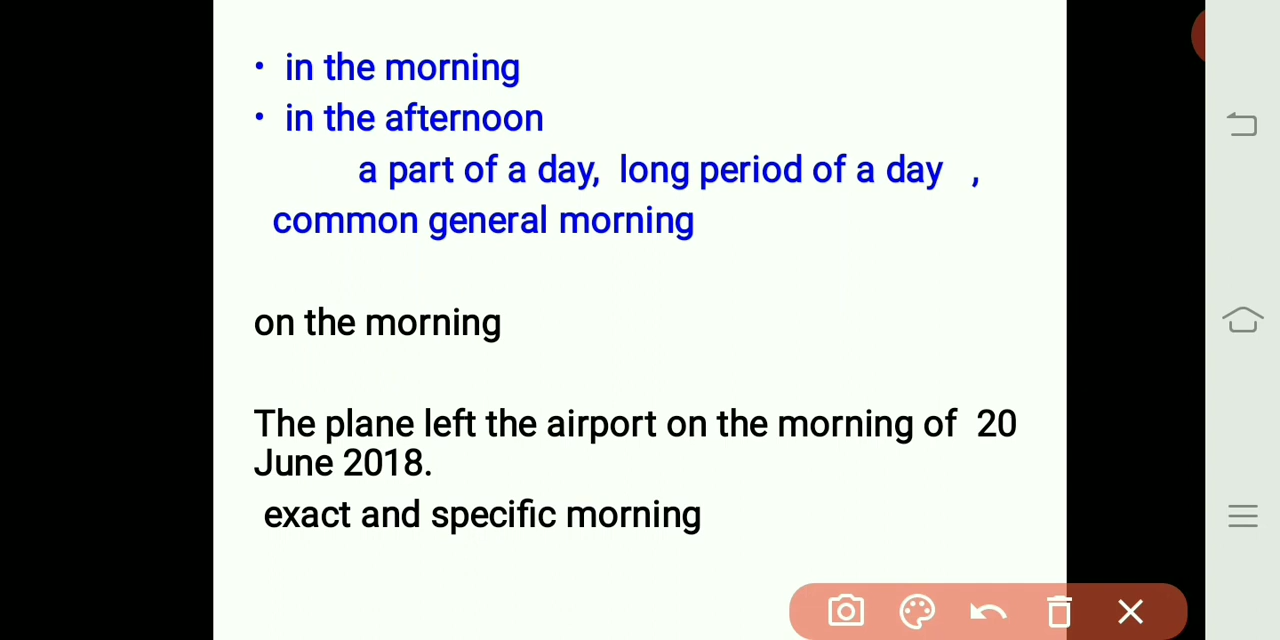 • in the morning
• in the afternoon
a part of a day, long period of a day ,
common general morning
on the morning
The plane left the airport on the morning of 20
June 2018.
exact and specific morning